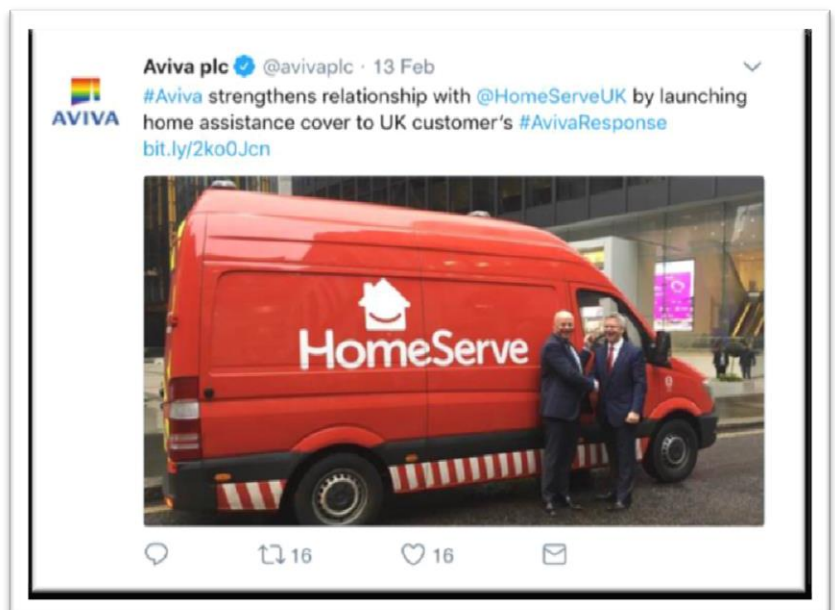 Aviva plc @avivaplc · 13 Feb
#Aviva strengthens relationship with @HomeServeUK by launching
home assistance cover to UK customer's #AvivaResponse
bit.ly/2ko0Jcn
AVIVA
HomeServe
16 16